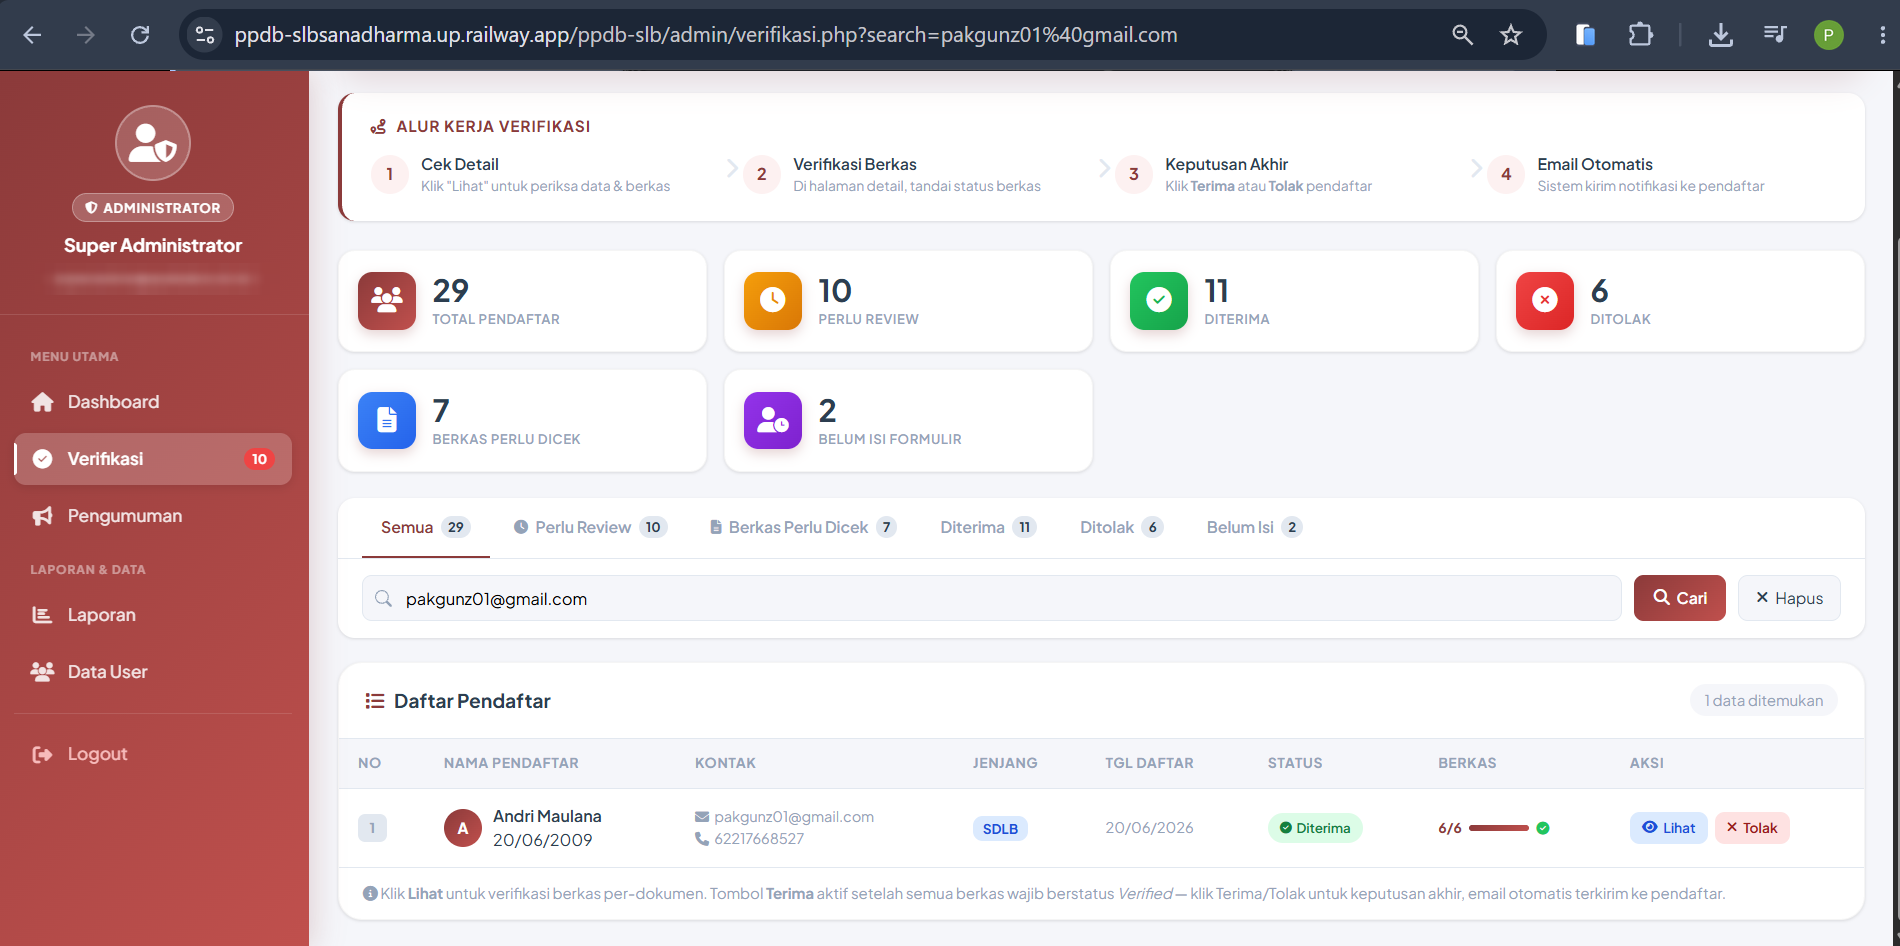 ppdb-slbsanadharma.up.railway.app/ppdb-slb/admin/verifikasi.php?search=pakgunz01%40gmail.com
P
ADMINISTRATOR
Super Administrator
MENU UTAMA
Dashboard
Verifikasi 10
Pengumuman
LAPORAN & DATA
Laporan
Data User
Logout
ALUR KERJA VERIFIKASI
1 Cek Detail
Klik "Lihat" untuk periksa data & berkas
2 Verifikasi Berkas
Di halaman detail, tandai status berkas
3 Keputusan Akhir
Klik Terima atau Tolak pendaftar
4 Email Otomatis
Sistem kirim notifikasi ke pendaftar
29
TOTAL PENDAFTAR
10
PERLU REVIEW
11
DITERIMA
6
DITOLAK
7
BERKAS PERLU DICEK
2
BELUM ISI FORMULIR
Semua 29 Perlu Review 10 Berkas Perlu Dicek 7 Diterima 11 Ditolak 6 Belum Isi 2
pakgunz01@gmail.com Cari Hapus
Daftar Pendaftar 1 data ditemukan
NO NAMA PENDAFTAR KONTAK JENJANG TGL DAFTAR STATUS BERKAS AKSI
1 A Andri Maulana
20/06/2009
pakgunz01@gmail.com
62217668527
SDLB 20/06/2026 Diterima 6/6 Lihat Tolak
Klik Lihat untuk verifikasi berkas per-dokumen. Tombol Terima aktif setelah semua berkas wajib berstatus Verified — klik Terima/Tolak untuk keputusan akhir, email otomatis terkirim ke pendaftar.